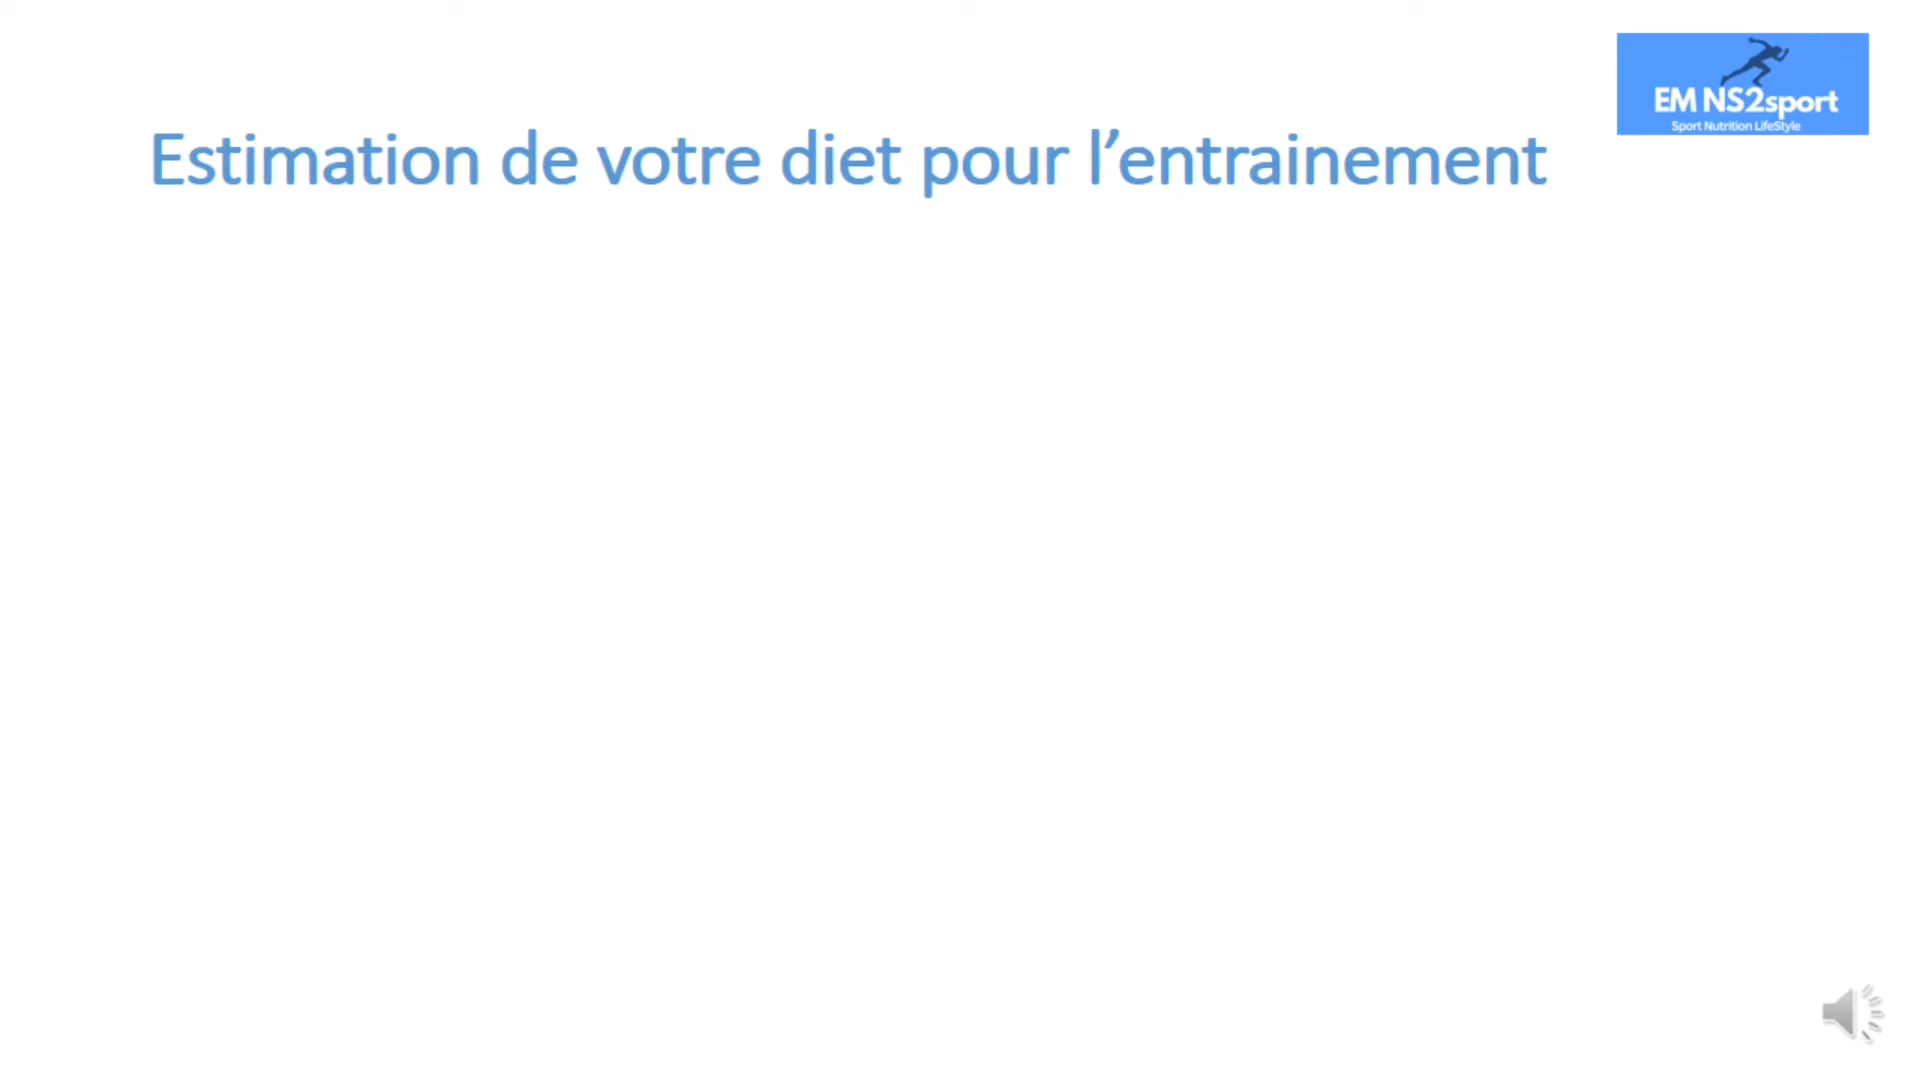 EM NS2sport
Sport Nutrition LifeStyle
Estimation de votre diet pour l’entrainement